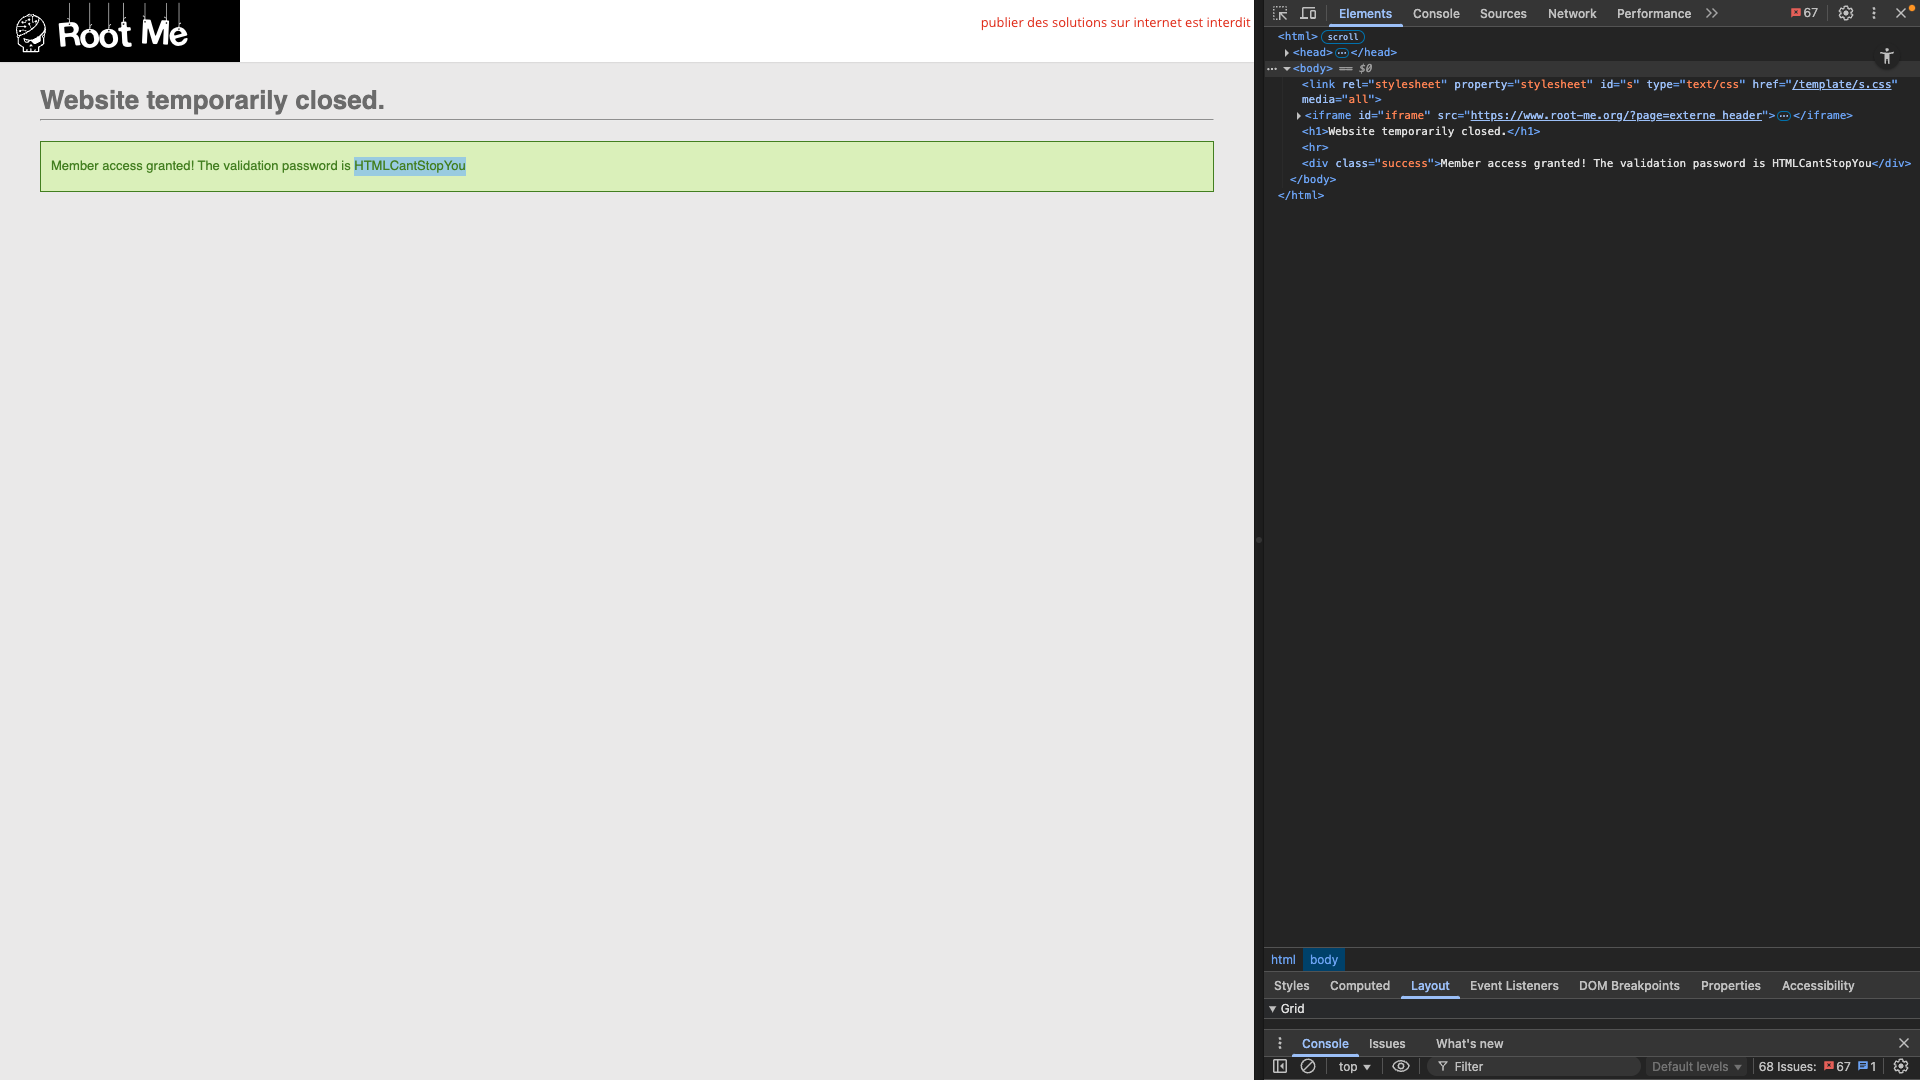 Root Me
publier des solutions sur internet est interdit
Website temporarily closed.
Member access granted! The validation password is HTMLCantStopYou
Elements Console Sources Network Performance 67
<html> scroll
<head> … </head>
… <body> == $0
<link rel="stylesheet" property="stylesheet" id="s" type="text/css" href="/template/s.css"
media="all">
<iframe id="iframe" src="https://www.root-me.org/?page=externe_header"> … </iframe>
<h1>Website temporarily closed.</h1>
<hr>
<div class="success">Member access granted! The validation password is HTMLCantStopYou</div>
</body>
</html>
html body
Styles Computed Layout Event Listeners DOM Breakpoints Properties Accessibility
Grid
Console Issues What's new
top Filter Default levels 68 Issues: 67 1